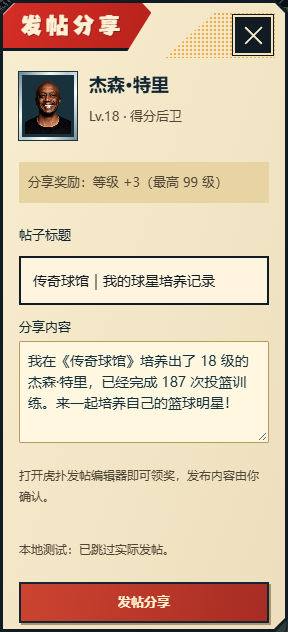 发帖分享
杰森·特里
Lv.18 · 得分后卫
分享奖励：等级 +3（最高 99 级）
帖子标题
传奇球馆 | 我的球星培养记录
分享内容
我在《传奇球馆》培养出了 18 级的
杰森·特里，已经完成 187 次投篮训
练。来一起培养自己的篮球明星！
打开虎扑发帖编辑器即可领奖，发布内容由你
确认。
本地测试：已跳过实际发帖。
发帖分享